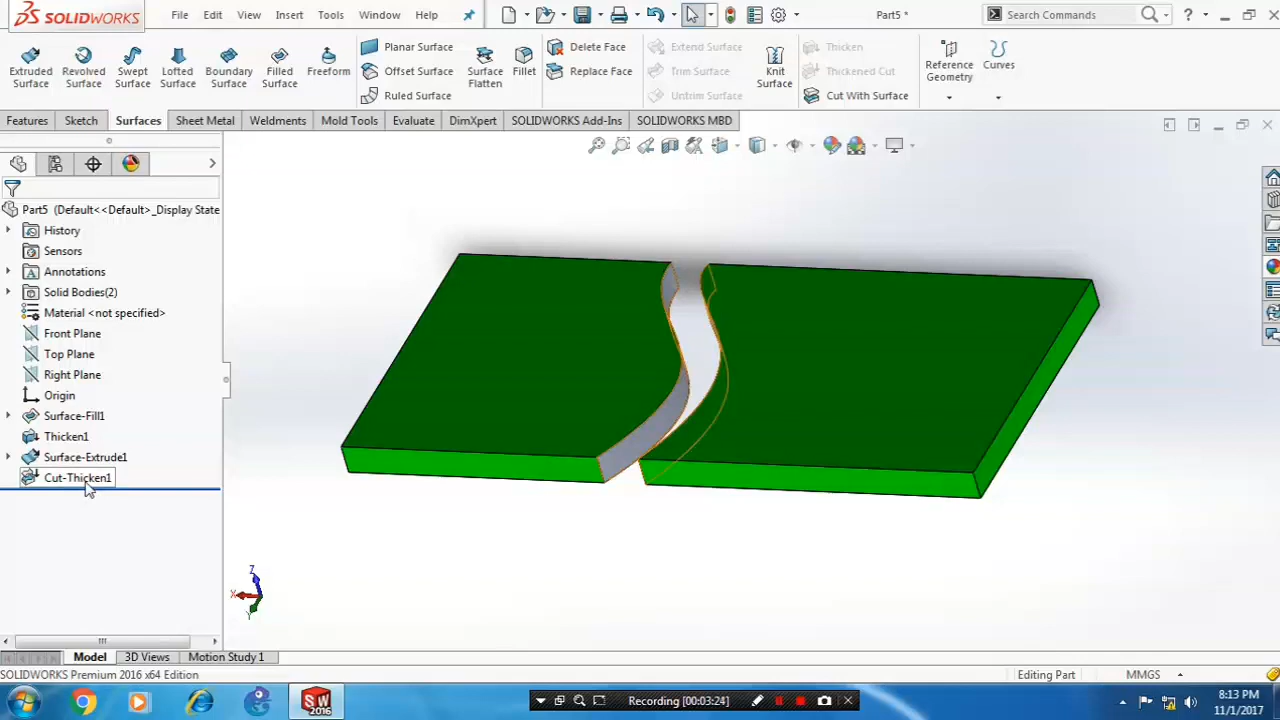 SOLIDWORKS
File Edit View Insert Tools Window Help
Part5 *
Search Commands
?
Extruded Surface
Revolved Surface
Swept Surface
Lofted Surface
Boundary Surface
Filled Surface
Freeform
Planar Surface
Offset Surface
Ruled Surface
Surface Flatten
Fillet
Delete Face
Replace Face
Extend Surface
Trim Surface
Untrim Surface
Knit Surface
Thicken
Thickened Cut
Cut With Surface
Reference Geometry
Curves
Features Sketch Surfaces Sheet Metal Weldments Mold Tools Evaluate DimXpert SOLIDWORKS Add-Ins SOLIDWORKS MBD
Part5 (Default<<Default>_Display State
History
Sensors
Annotations
Solid Bodies(2)
Material <not specified>
Front Plane
Top Plane
Right Plane
Origin
Surface-Fill1
Thicken1
Surface-Extrude1
Cut-Thicken1
Z
X
Y
Model 3D Views Motion Study 1
SOLIDWORKS Premium 2016 x64 Edition
Editing Part
MMGS
SW
2016
Recording [00:03:24]
8:13 PM
11/1/2017